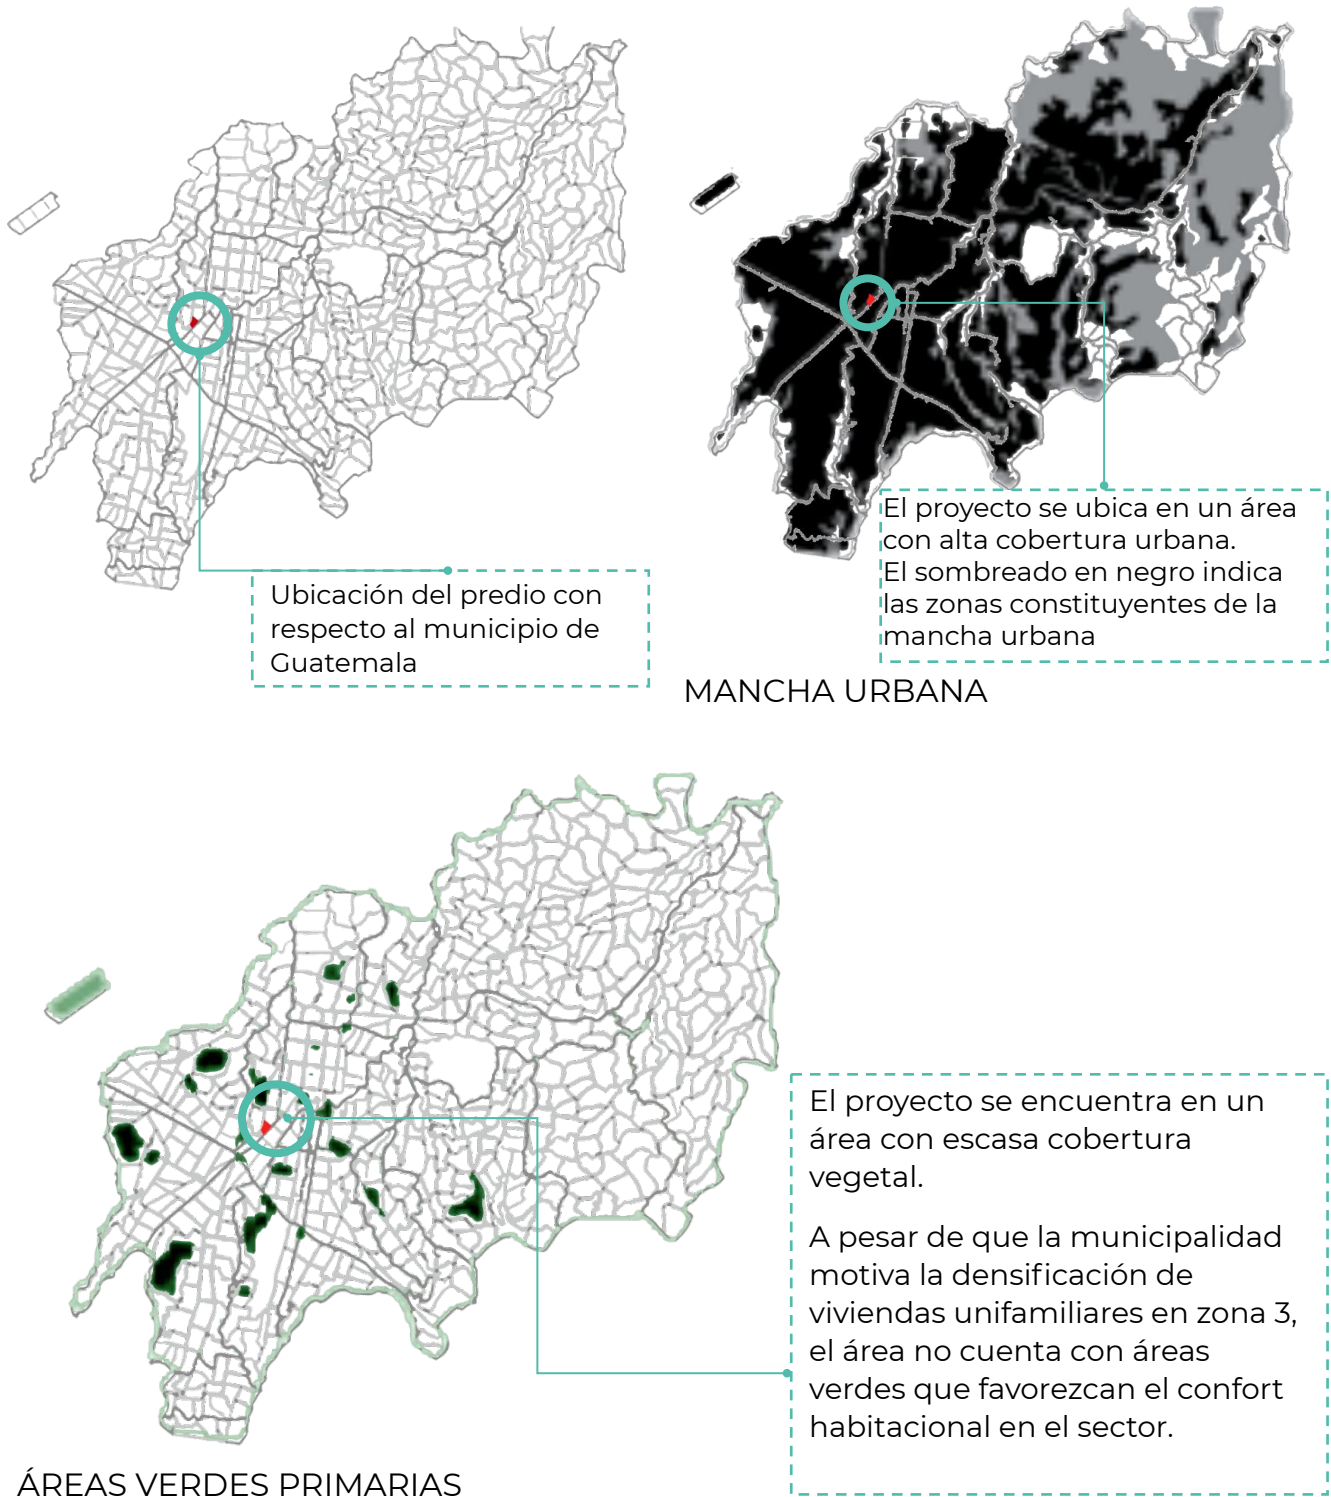 Ubicación del predio con
respecto al municipio de
Guatemala
El proyecto se ubica en un área
con alta cobertura urbana.
El sombreado en negro indica
las zonas constituyentes de la
mancha urbana
MANCHA URBANA
El proyecto se encuentra en un
área con escasa cobertura
vegetal.
A pesar de que la municipalidad
motiva la densificación de
viviendas unifamiliares en zona 3,
el área no cuenta con áreas
verdes que favorezcan el confort
habitacional en el sector.
ÁREAS VERDES PRIMARIAS